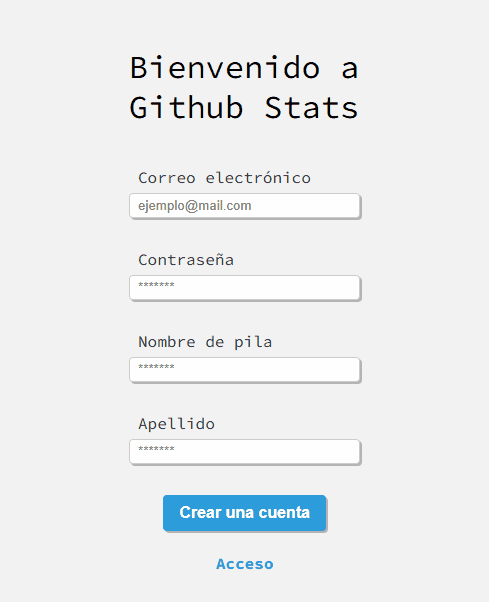 Bienvenido a
Github Stats
Correo electrónico
ejemplo@mail.com
Contraseña
*******
Nombre de pila
*******
Apellido
*******
Crear una cuenta
Acceso